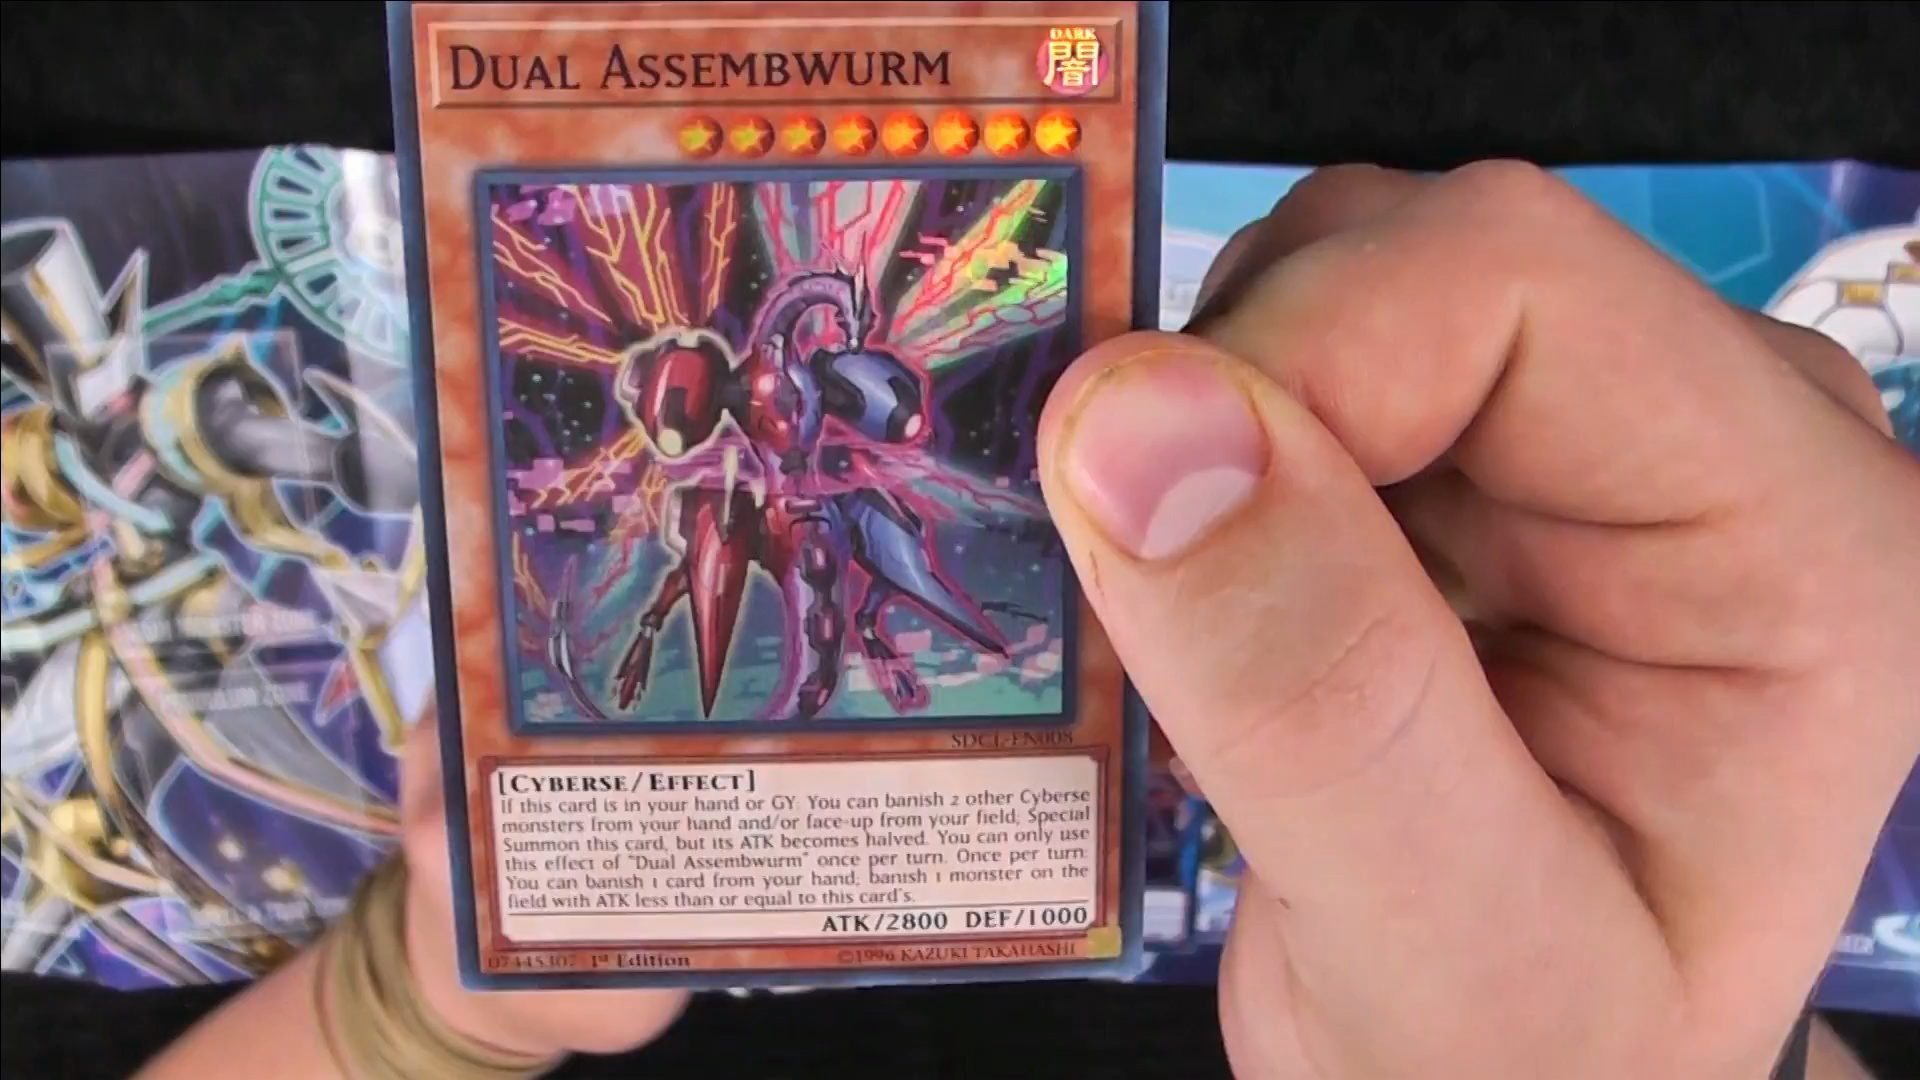 DUAL ASSEMBWURM
DARK
闇
SDCL-EN008
[CYBERSE/EFFECT]
If this card is in your hand or GY: You can banish 2 other Cyberse
monsters from your hand and/or face-up from your field; Special
Summon this card, but its ATK becomes halved. You can only use
this effect of "Dual Assembwurm" once per turn. Once per turn:
You can banish 1 card from your hand; banish 1 monster on the
field with ATK less than or equal to this card's.
ATK/2800 DEF/1000
07445307 1st Edition
©1996 KAZUKI TAKAHASHI